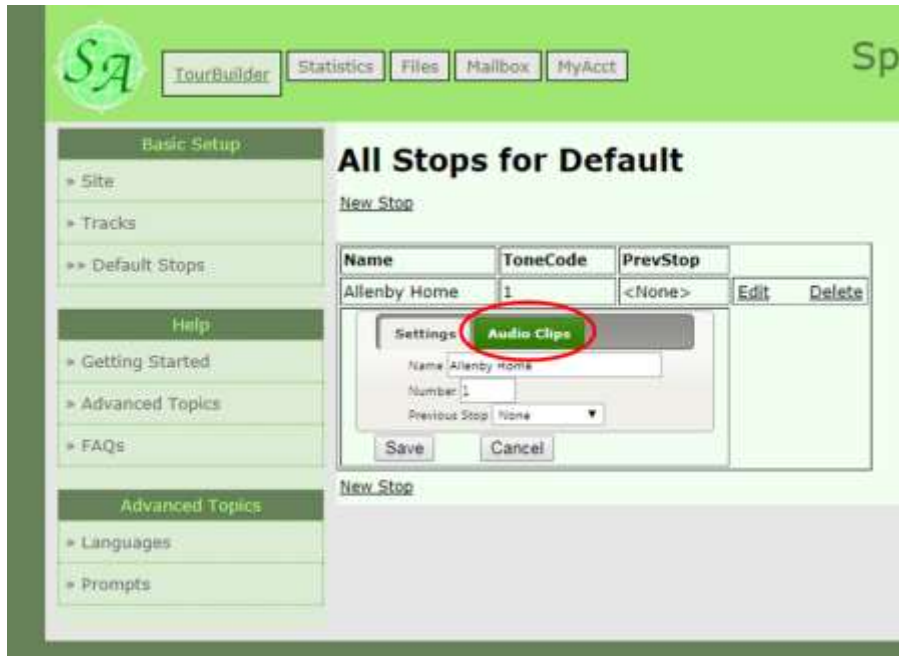 SA
TourBuilder Statistics Files Mailbox MyAcct
Sp
Basic Setup
» Site
» Tracks
»» Default Stops
Help
» Getting Started
» Advanced Topics
» FAQs
Advanced Topics
» Languages
» Prompts
All Stops for Default
New Stop
Name ToneCode PrevStop
Allenby Home 1 <None> Edit Delete
Settings Audio Clips
Name Allenby Home
Number 1
Previous Stop None
Save Cancel
New Stop